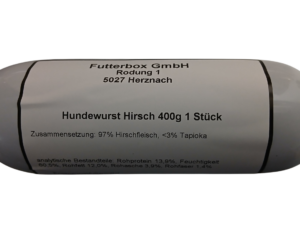 Futterbox GmbH
Rodung 1
5027 Herznach
Hundewurst Hirsch 400g 1 Stück
Zusammensetzung: 97% Hirschfleisch, <3% Tapioka
analytische Bestandteile: Rohprotein 13,8%, Feuchtigkeit